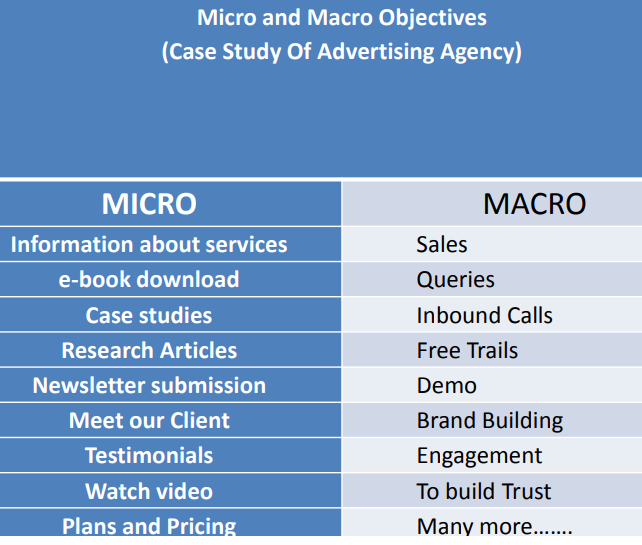 Micro and Macro Objectives
(Case Study Of Advertising Agency)
MICRO MACRO
Information about services Sales
e-book download Queries
Case studies Inbound Calls
Research Articles Free Trails
Newsletter submission Demo
Meet our Client Brand Building
Testimonials Engagement
Watch video To build Trust
Plans and Pricing Many more…….